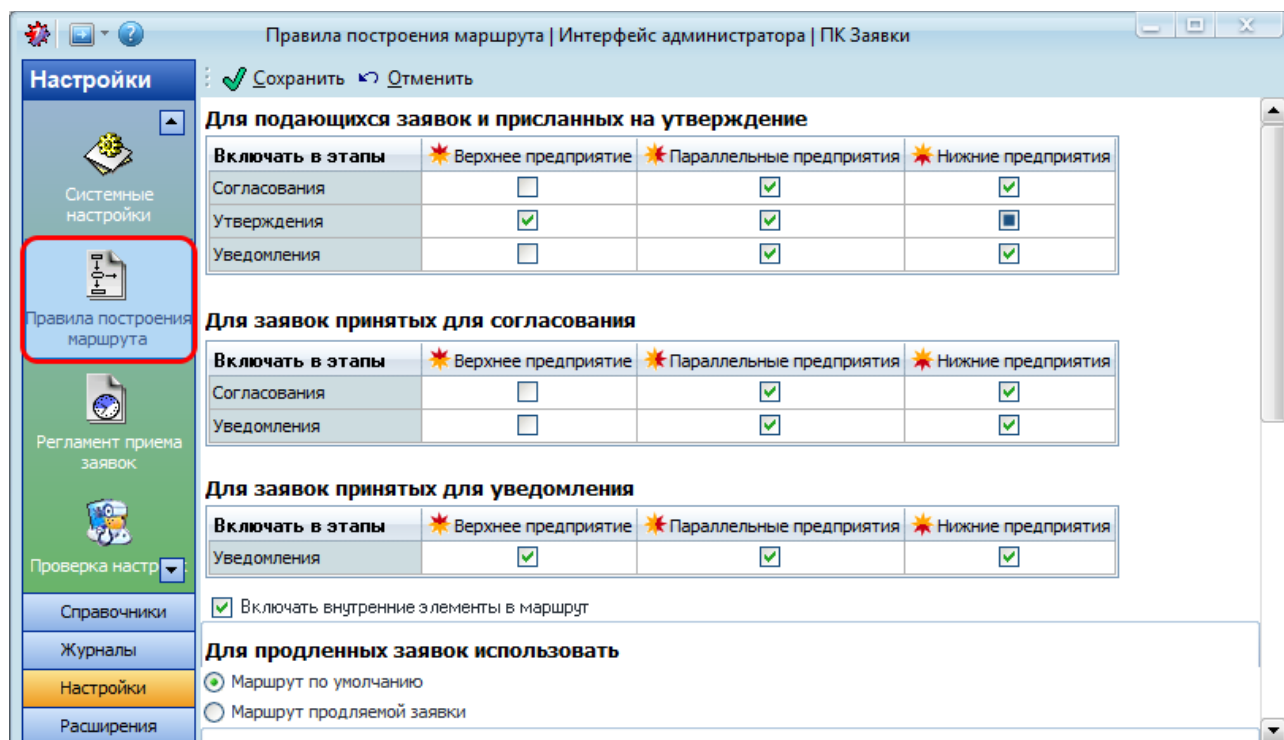 Правила построения маршрута | Интерфейс администратора | ПК Заявки
Настройки
Сохранить Отменить
Системные
настройки
Правила построения
маршрута
Регламент приема
заявок
Проверка настр
Справочники
Журналы
Настройки
Расширения
Для подающихся заявок и присланных на утверждение
Включать в этапы Верхнее предприятие Параллельные предприятия Нижние предприятия
Согласования
Утверждения
Уведомления
Для заявок принятых для согласования
Включать в этапы Верхнее предприятие Параллельные предприятия Нижние предприятия
Согласования
Уведомления
Для заявок принятых для уведомления
Включать в этапы Верхнее предприятие Параллельные предприятия Нижние предприятия
Уведомления
Включать внутренние элементы в маршрут
Для продленных заявок использовать
Маршрут по умолчанию
Маршрут продляемой заявки